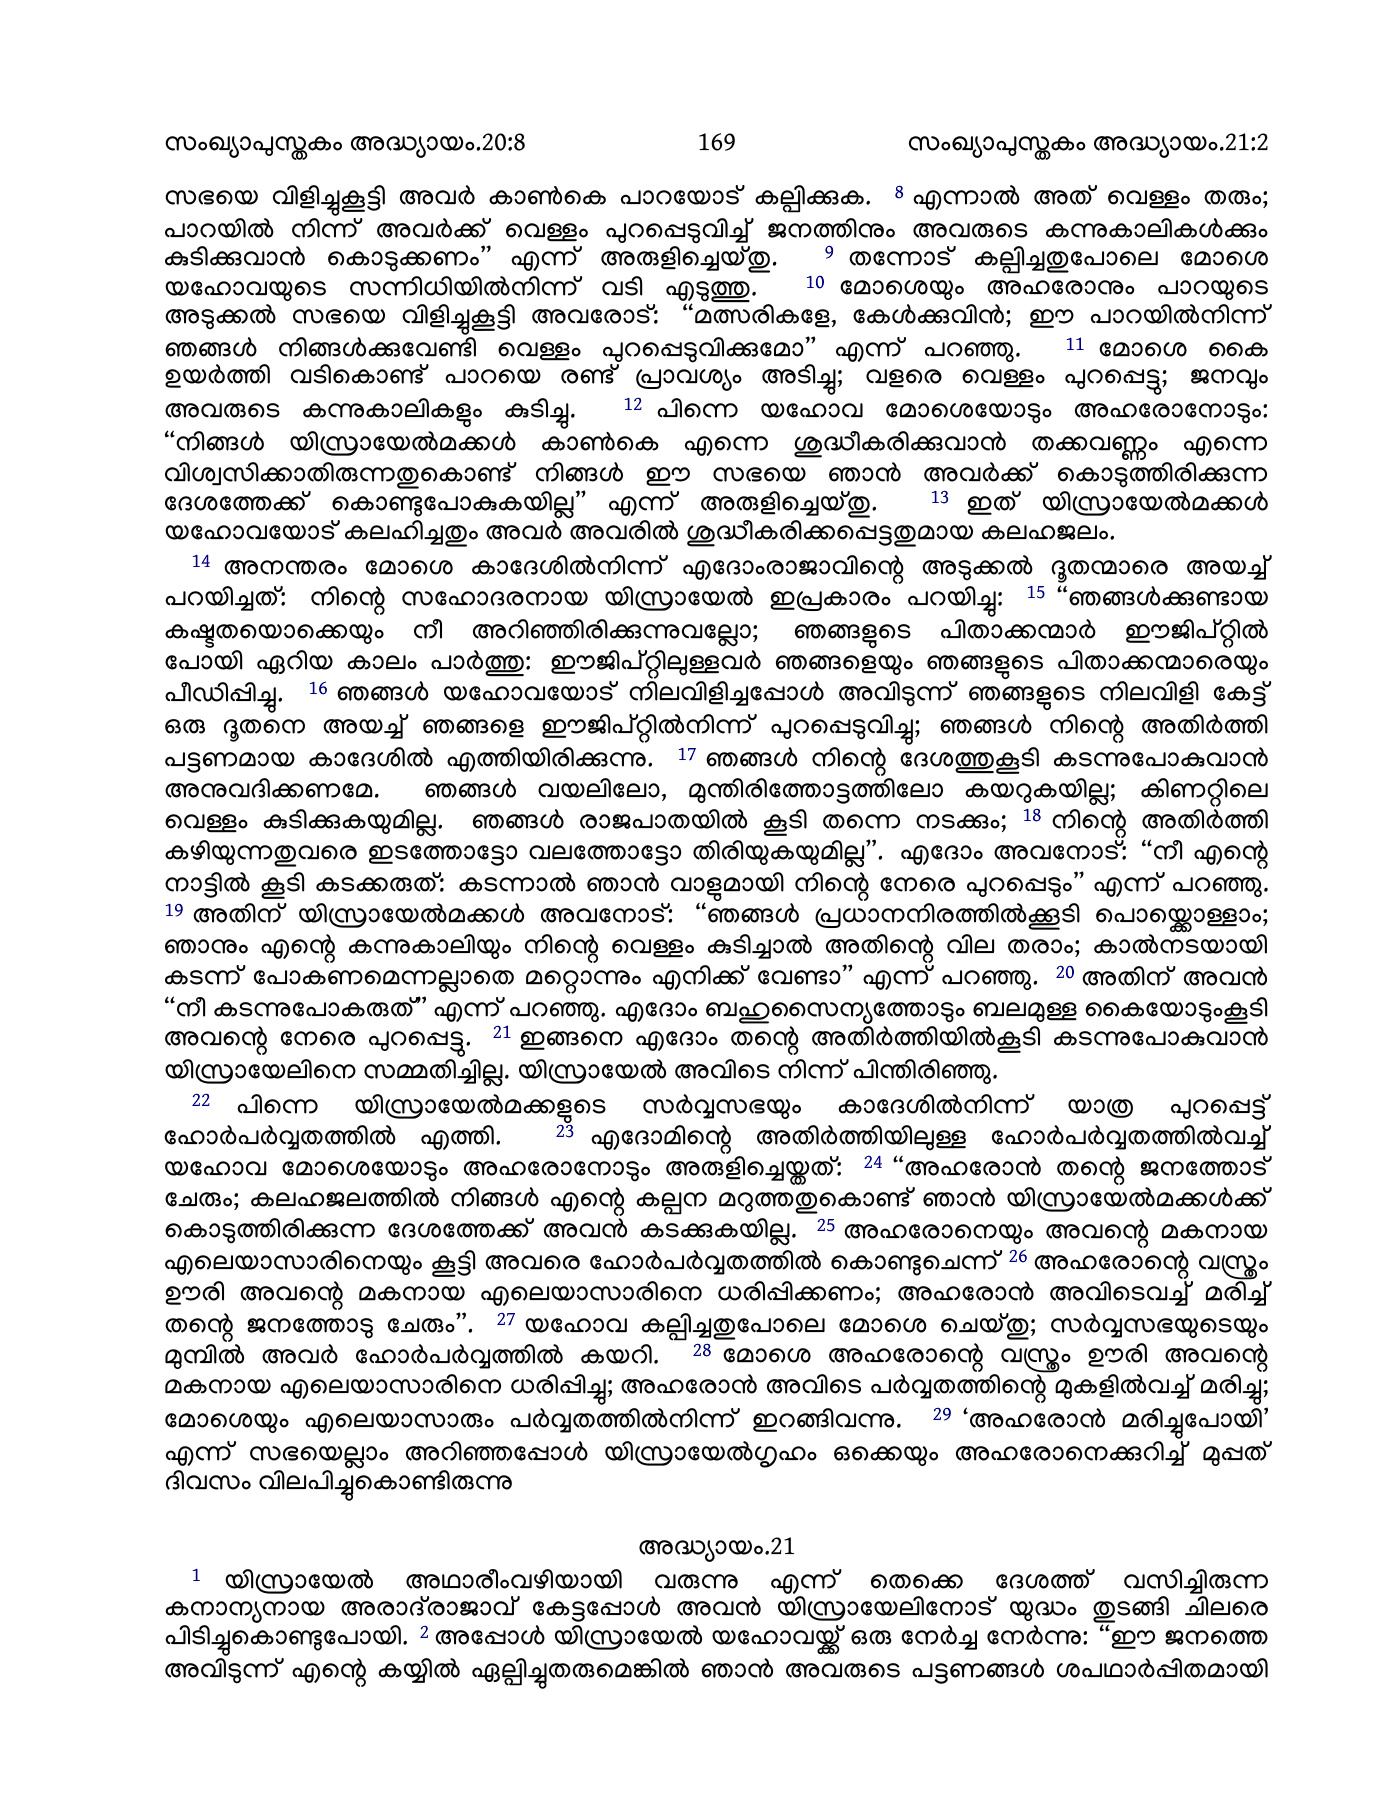 സംഖ്യാപുസ്തകം അദ്ധ്യായം.20:8 169 സംഖ്യാപുസ്തകം അദ്ധ്യായം.21:2
സഭയെ വിളിച്ചുകൂട്ടി അവർ കാൺകെ പാറയോട് കല്പിക്കുക. 8 എന്നാൽ അത് വെള്ളം തരും;
പാറയിൽ നിന്ന് അവർക്ക് വെള്ളം പുറപ്പെടുവിച്ച് ജനത്തിനും അവരുടെ കന്നുകാലികൾക്കും
കുടിക്കുവാൻ കൊടുക്കണം” എന്ന് അരുളിച്ചെയ്തു. 9 തന്നോട് കല്പിച്ചതുപോലെ മോശെ
യഹോവയുടെ സന്നിധിയിൽനിന്ന് വടി എടുത്തു. 10 മോശെയും അഹരോനും പാറയുടെ
അടുക്കൽ സഭയെ വിളിച്ചുകൂട്ടി അവരോട്: “മത്സരികളേ, കേൾക്കുവിൻ; ഈ പാറയിൽനിന്ന്
ഞങ്ങൾ നിങ്ങൾക്കുവേണ്ടി വെള്ളം പുറപ്പെടുവിക്കുമോ” എന്ന് പറഞ്ഞു. 11 മോശെ കൈ
ഉയർത്തി വടികൊണ്ട് പാറയെ രണ്ട് പ്രാവശ്യം അടിച്ചു; വളരെ വെള്ളം പുറപ്പെട്ടു; ജനവും
അവരുടെ കന്നുകാലികളും കുടിച്ചു. 12 പിന്നെ യഹോവ മോശെയോടും അഹരോനോടും:
“നിങ്ങൾ യിസ്രായേൽമക്കൾ കാൺകെ എന്നെ ശുദ്ധീകരിക്കുവാൻ തക്കവണ്ണം എന്നെ
വിശ്വസിക്കാതിരുന്നതുകൊണ്ട് നിങ്ങൾ ഈ സഭയെ ഞാൻ അവർക്ക് കൊടുത്തിരിക്കുന്ന
ദേശത്തേക്ക് കൊണ്ടുപോകുകയില്ല” എന്ന് അരുളിച്ചെയ്തു. 13 ഇത് യിസ്രായേൽമക്കൾ
യഹോവയോട് കലഹിച്ചതും അവർ അവരിൽ ശുദ്ധീകരിക്കപ്പെട്ടതുമായ കലഹജലം.
14 അനന്തരം മോശെ കാദേശിൽനിന്ന് എദോംരാജാവിന്റെ അടുക്കൽ ദൂതന്മാരെ അയച്ച്
പറയിച്ചത്: നിന്റെ സഹോദരനായ യിസ്രായേൽ ഇപ്രകാരം പറയിച്ചു: 15 “ഞങ്ങൾക്കുണ്ടായ
കഷ്ടതയൊക്കെയും നീ അറിഞ്ഞിരിക്കുന്നുവല്ലോ; ഞങ്ങളുടെ പിതാക്കന്മാർ ഈജിപ്റ്റിൽ
പോയി ഏറിയ കാലം പാർത്തു: ഈജിപ്റ്റിലുള്ളവർ ഞങ്ങളെയും ഞങ്ങളുടെ പിതാക്കന്മാരെയും
പീഡിപ്പിച്ചു. 16 ഞങ്ങൾ യഹോവയോട് നിലവിളിച്ചപ്പോൾ അവിടുന്ന് ഞങ്ങളുടെ നിലവിളി കേട്ട്
ഒരു ദൂതനെ അയച്ച് ഞങ്ങളെ ഈജിപ്റ്റിൽനിന്ന് പുറപ്പെടുവിച്ചു; ഞങ്ങൾ നിന്റെ അതിർത്തി
പട്ടണമായ കാദേശിൽ എത്തിയിരിക്കുന്നു. 17 ഞങ്ങൾ നിന്റെ ദേശത്തുകൂടി കടന്നുപോകുവാൻ
അനുവദിക്കണമേ. ഞങ്ങൾ വയലിലോ, മുന്തിരിത്തോട്ടത്തിലോ കയറുകയില്ല; കിണറ്റിലെ
വെള്ളം കുടിക്കുകയുമില്ല. ഞങ്ങൾ രാജപാതയിൽ കൂടി തന്നെ നടക്കും; 18 നിന്റെ അതിർത്തി
കഴിയുന്നതുവരെ ഇടത്തോട്ടോ വലത്തോട്ടോ തിരിയുകയുമില്ല”. എദോം അവനോട്: “നീ എന്റെ
നാട്ടിൽ കൂടി കടക്കരുത്: കടന്നാൽ ഞാൻ വാളുമായി നിന്റെ നേരെ പുറപ്പെടും” എന്ന് പറഞ്ഞു.
19 അതിന് യിസ്രായേൽമക്കൾ അവനോട്: “ഞങ്ങൾ പ്രധാനനിരത്തിൽക്കൂടി പൊയ്ക്കൊള്ളാം;
ഞാനും എന്റെ കന്നുകാലിയും നിന്റെ വെള്ളം കുടിച്ചാൽ അതിന്റെ വില തരാം; കാൽനടയായി
കടന്ന് പോകണമെന്നല്ലാതെ മറ്റൊന്നും എനിക്ക് വേണ്ടാ” എന്ന് പറഞ്ഞു. 20 അതിന് അവൻ
“നീ കടന്നുപോകരുത്” എന്ന് പറഞ്ഞു. എദോം ബഹുസൈന്യത്തോടും ബലമുള്ള കൈയോടുംകൂടി
അവന്റെ നേരെ പുറപ്പെട്ടു. 21 ഇങ്ങനെ എദോം തന്റെ അതിർത്തിയിൽകൂടി കടന്നുപോകുവാൻ
യിസ്രായേലിനെ സമ്മതിച്ചില്ല. യിസ്രായേൽ അവിടെ നിന്ന് പിന്തിരിഞ്ഞു.
22 പിന്നെ യിസ്രായേൽമക്കളുടെ സർവ്വസഭയും കാദേശിൽനിന്ന് യാത്ര പുറപ്പെട്ട്
ഹോർപർവ്വതത്തിൽ എത്തി. 23 എദോമിന്റെ അതിർത്തിയിലുള്ള ഹോർപർവ്വതത്തിൽവച്ച്
യഹോവ മോശെയോടും അഹരോനോടും അരുളിച്ചെയ്തത്: 24 “അഹരോൻ തന്റെ ജനത്തോട്
ചേരും; കലഹജലത്തിൽ നിങ്ങൾ എന്റെ കല്പന മറുത്തതുകൊണ്ട് ഞാൻ യിസ്രായേൽമക്കൾക്ക്
കൊടുത്തിരിക്കുന്ന ദേശത്തേക്ക് അവൻ കടക്കുകയില്ല. 25 അഹരോനെയും അവന്റെ മകനായ
എലെയാസാരിനെയും കൂട്ടി അവരെ ഹോർപർവ്വതത്തിൽ കൊണ്ടുചെന്ന് 26 അഹരോന്റെ വസ്ത്രം
ഊരി അവന്റെ മകനായ എലെയാസാരിനെ ധരിപ്പിക്കണം; അഹരോൻ അവിടെവച്ച് മരിച്ച്
തന്റെ ജനത്തോടു ചേരും”. 27 യഹോവ കല്പിച്ചതുപോലെ മോശെ ചെയ്തു; സർവ്വസഭയുടെയും
മുമ്പിൽ അവർ ഹോർപർവ്വത്തിൽ കയറി. 28 മോശെ അഹരോന്റെ വസ്ത്രം ഊരി അവന്റെ
മകനായ എലെയാസാരിനെ ധരിപ്പിച്ചു; അഹരോൻ അവിടെ പർവ്വതത്തിന്റെ മുകളിൽവച്ച് മരിച്ചു;
മോശെയും എലെയാസാരും പർവ്വതത്തിൽനിന്ന് ഇറങ്ങിവന്നു. 29 ‘അഹരോൻ മരിച്ചുപോയി’
എന്ന് സഭയെല്ലാം അറിഞ്ഞപ്പോൾ യിസ്രായേൽഗൃഹം ഒക്കെയും അഹരോനെക്കുറിച്ച് മുപ്പത്
ദിവസം വിലപിച്ചുകൊണ്ടിരുന്നു
അദ്ധ്യായം.21
1 യിസ്രായേൽ അഥാരീംവഴിയായി വരുന്നു എന്ന് തെക്കെ ദേശത്ത് വസിച്ചിരുന്ന
കനാന്യനായ അരാദ്‌രാജാവ് കേട്ടപ്പോൾ അവൻ യിസ്രായേലിനോട് യുദ്ധം തുടങ്ങി ചിലരെ
പിടിച്ചുകൊണ്ടുപോയി. 2 അപ്പോൾ യിസ്രായേൽ യഹോവയ്ക്ക് ഒരു നേർച്ച നേർന്നു: “ഈ ജനത്തെ
അവിടുന്ന് എന്റെ കയ്യിൽ ഏല്പിച്ചുതരുമെങ്കിൽ ഞാൻ അവരുടെ പട്ടണങ്ങൾ ശപഥാർപ്പിതമായി